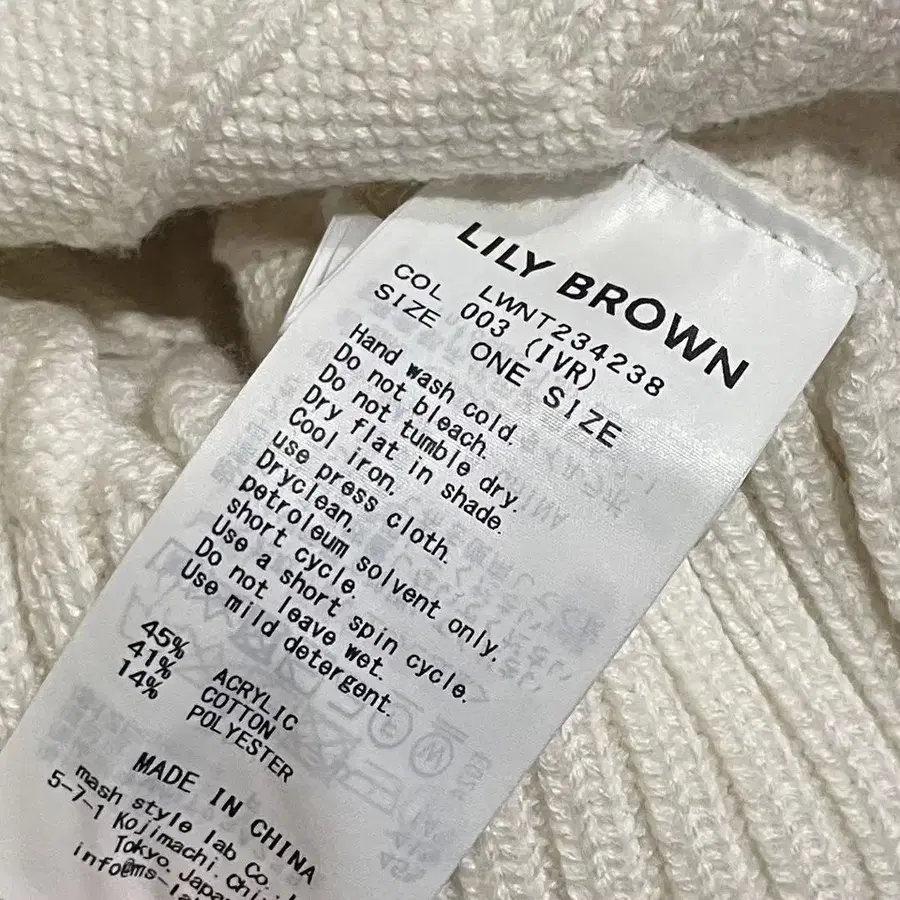 LILY BROWN
LWNT234238
COL 003 (IVR)
SIZE ONE SIZE
Hand wash cold.
Do not bleach.
Do not tumble dry.
Dry flat in shade.
Cool iron,
use press cloth.
Dryclean,
petroleum solvent only,
short cycle.
Use a short spin cycle.
Do not leave wet.
Use mild detergent.
45% ACRYLIC
41% COTTON
14% POLYESTER
MADE IN CHINA
mash style lab Co.,
5-7-1 Kojimachi, Chi
Tokyo, Japan
info@ms-la